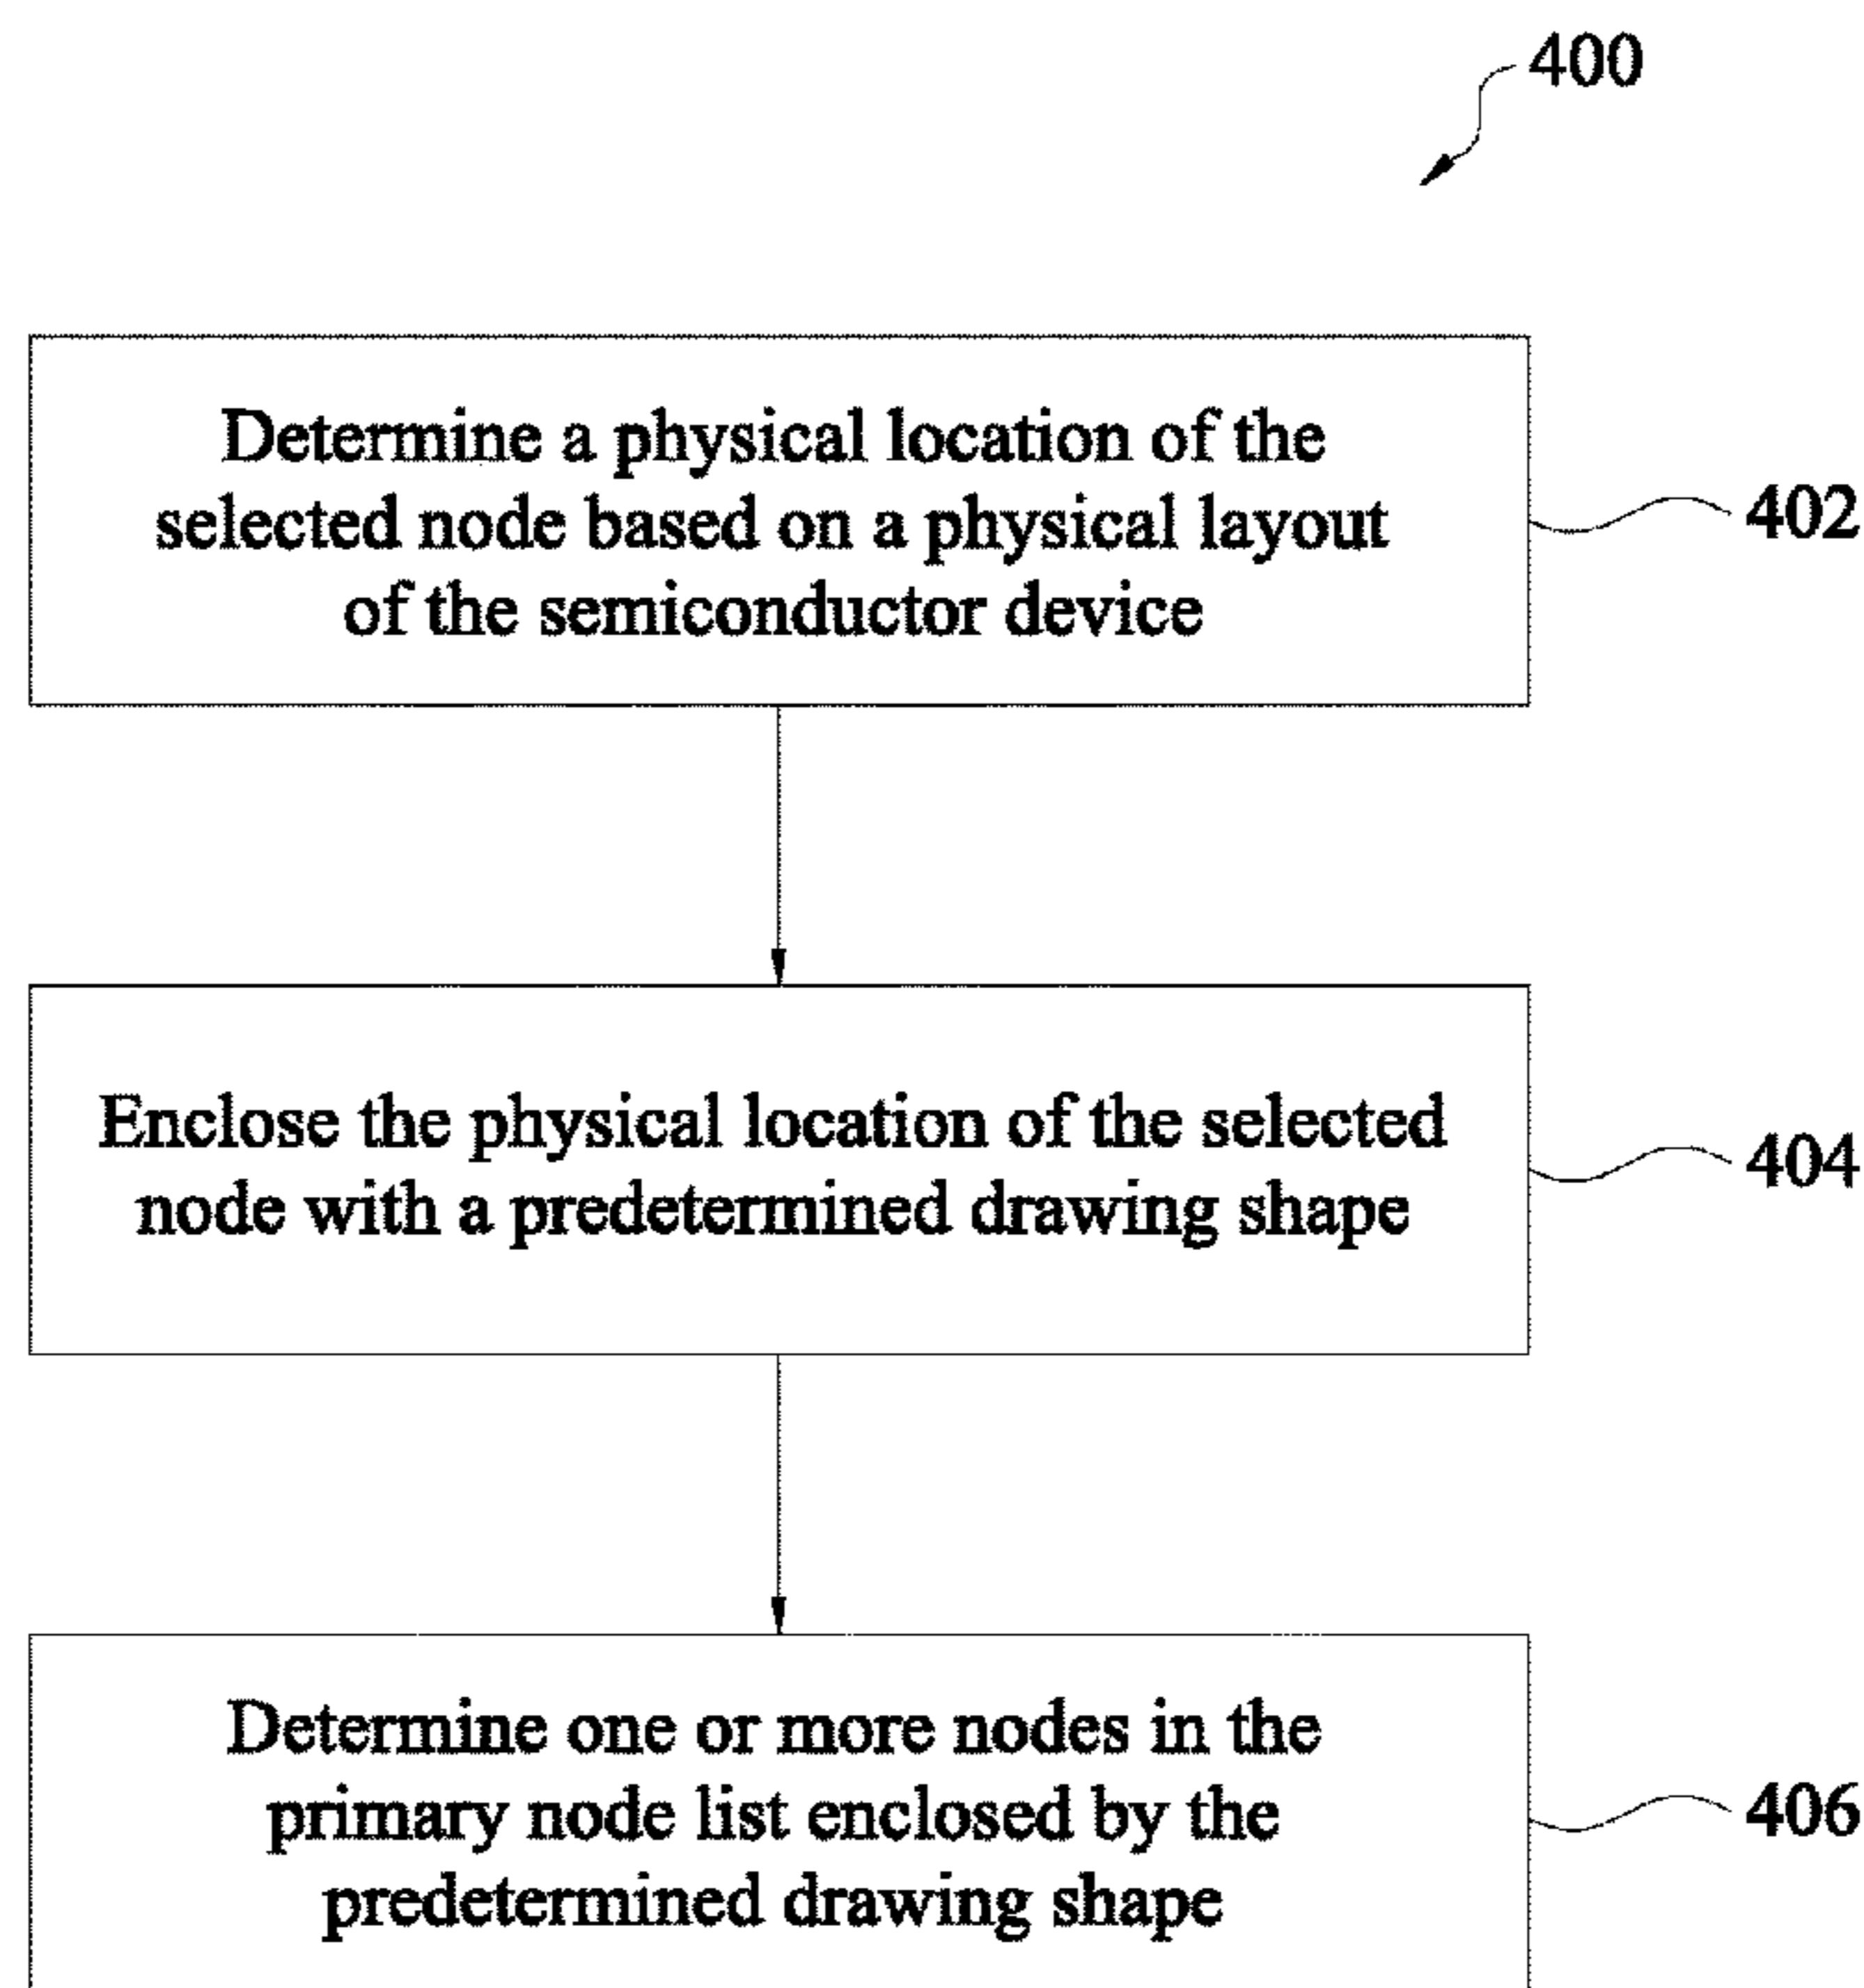 400
Determine a physical location of the
selected node based on a physical layout
of the semiconductor device
402
Enclose the physical location of the selected
node with a predetermined drawing shape
404
Determine one or more nodes in the
primary node list enclosed by the
predetermined drawing shape
406